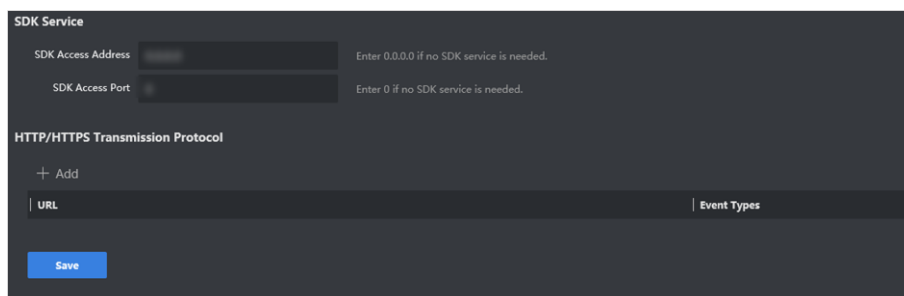 SDK Service
SDK Access Address Enter 0.0.0.0 if no SDK service is needed.
SDK Access Port Enter 0 if no SDK service is needed.
HTTP/HTTPS Transmission Protocol
+ Add
URL Event Types
Save